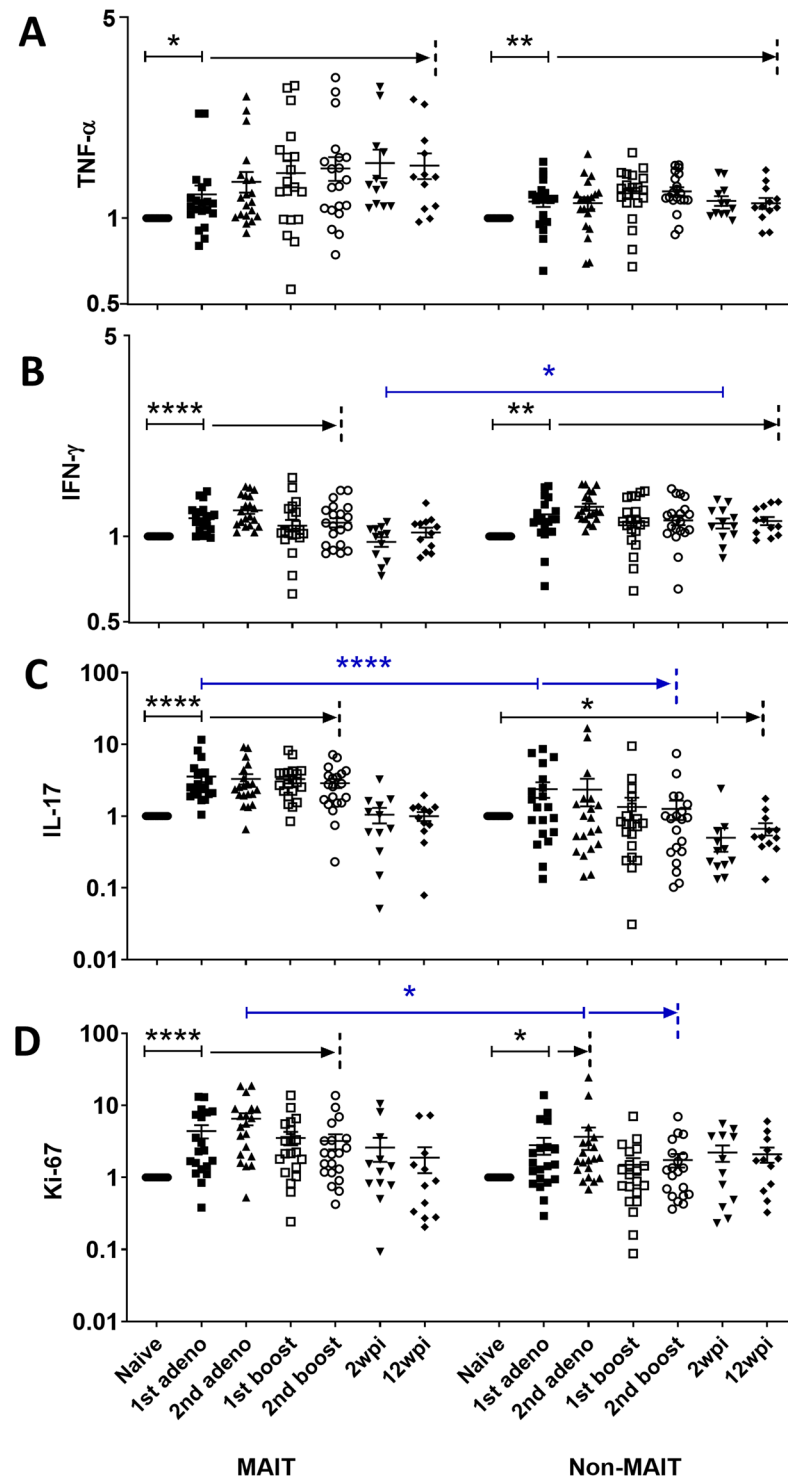 A
5
*
**
TNF-α
1
0.5
5
B
*
****
**
IFN-γ
1
0.5
C
100
****
****
*
10
IL-17
1
0.1
0.01
*
D
100
****
*
10
Ki-67
1
0.1
0.01
Naive 1st adeno 2nd adeno 1st boost 2nd boost 2wpi 12wpi Naive 1st adeno 2nd adeno 1st boost 2nd boost 2wpi 12wpi
MAIT Non-MAIT